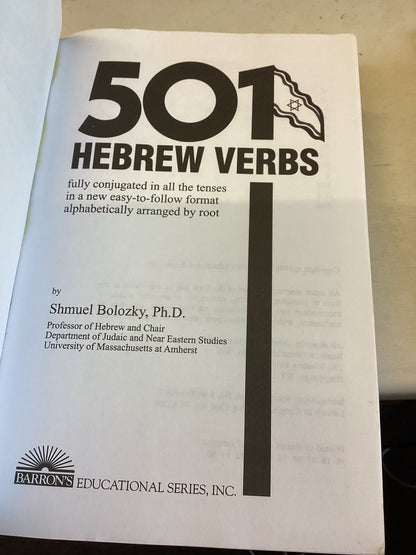 501
HEBREW VERBS
fully conjugated in all the tenses
in a new easy-to-follow format
alphabetically arranged by root
by
Shmuel Bolozky, Ph.D.
Professor of Hebrew and Chair
Department of Judaic and Near Eastern Studies
University of Massachusetts at Amherst
BARRON'S EDUCATIONAL SERIES, INC.